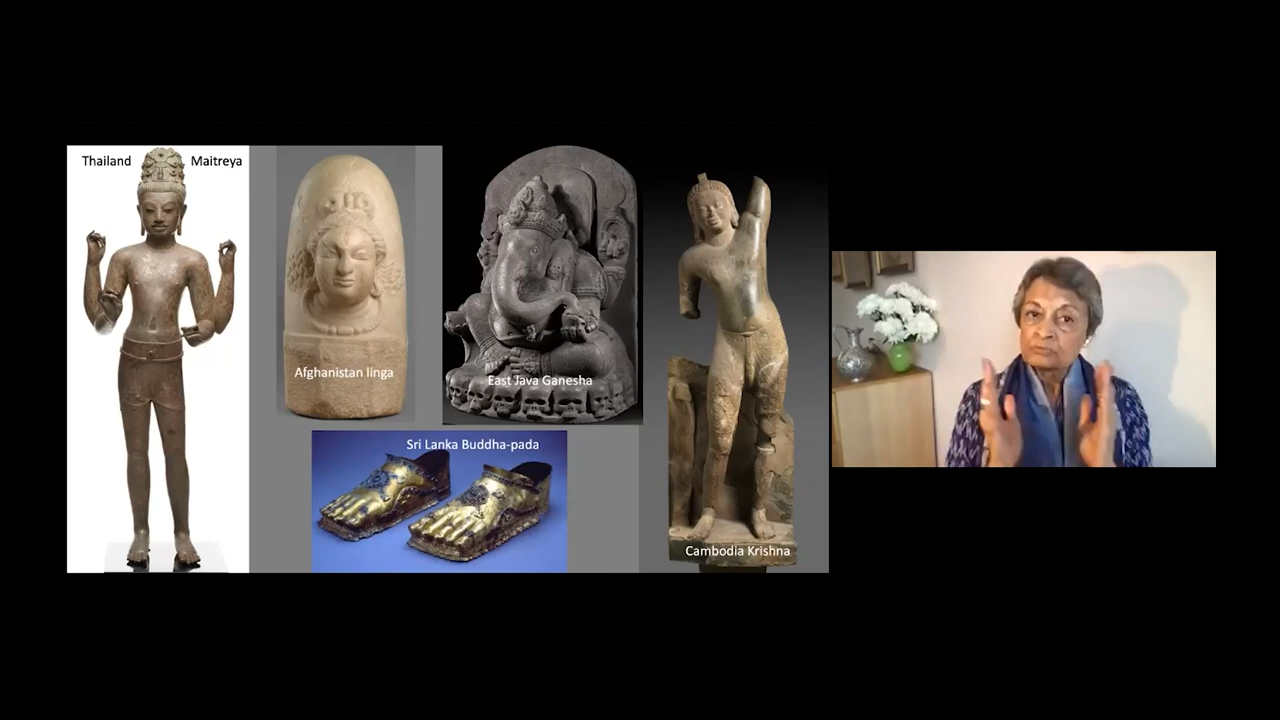 Thailand Maitreya
Afghanistan linga
East Java Ganesha
Sri Lanka Buddha-pada
Cambodia Krishna